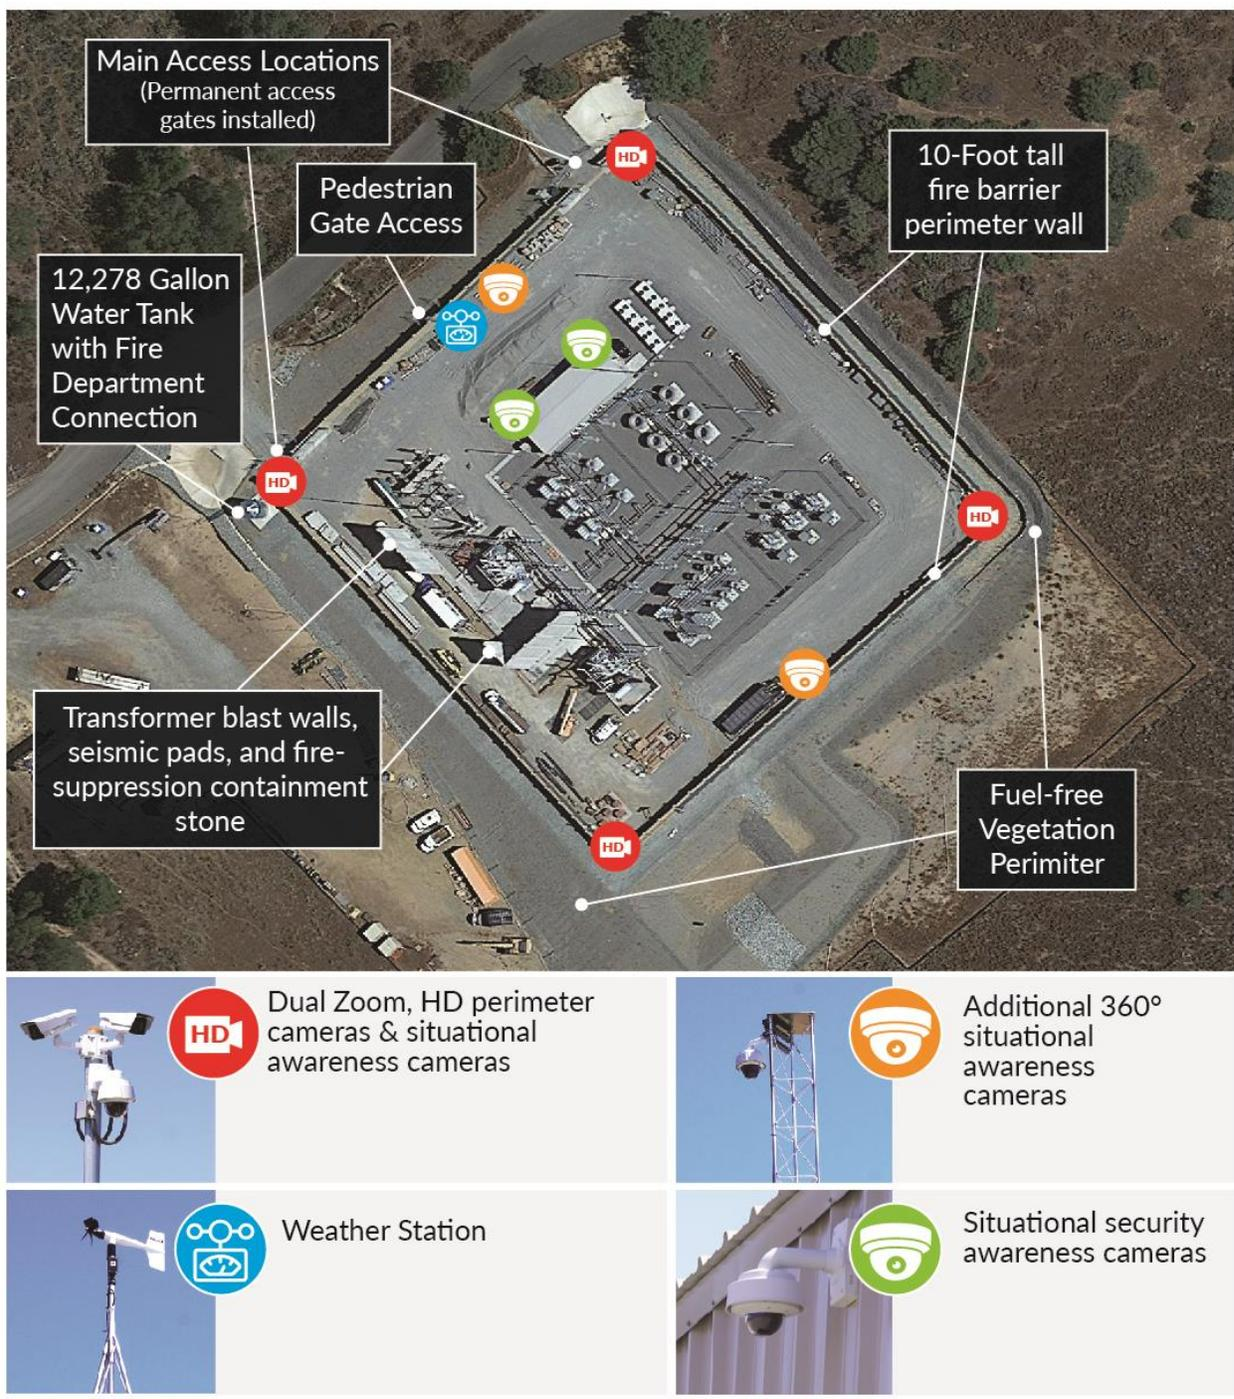 Main Access Locations
(Permanent access
gates installed)
Pedestrian
Gate Access
10-Foot tall
fire barrier
perimeter wall
12,278 Gallon
Water Tank
with Fire
Department
Connection
HD
HD
HD
HD
Transformer blast walls,
seismic pads, and fire-
suppression containment
stone
Fuel-free
Vegetation
Perimiter
HD
Dual Zoom, HD perimeter
cameras & situational
awareness cameras
Additional 360°
situational
awareness
cameras
Weather Station
Situational security
awareness cameras